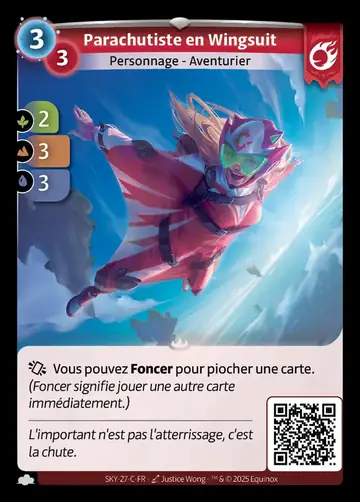 3
Parachutiste en Wingsuit
3
Personnage - Aventurier
2
3
3
Vous pouvez Foncer pour piocher une carte.
(Foncer signifie jouer une autre carte
immédiatement.)
L'important n'est pas l'atterrissage, c'est
la chute.
SKY-27-C-FR - Justice Wong - ™ & © 2025 Equinox